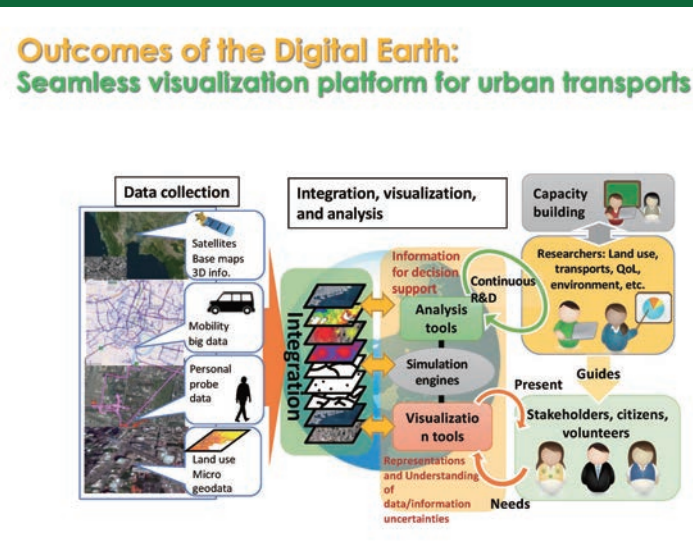 Outcomes of the Digital Earth:
Seamless visualization platform for urban transports
Data collection
Satellites
Base maps
3D info.
Mobility
big data
Personal
probe
data
Land use
Micro
geodata
Integration, visualization,
and analysis
Integration
Information
for decision
support
Analysis
tools
Simulation
engines
Visualizatio
n tools
Representations
and Understanding
of
data/information
uncertainties
Continuous
R&D
Capacity
building
Researchers: Land use,
transports, QoL,
environment, etc.
Guides
Present
Stakeholders, citizens,
volunteers
Needs